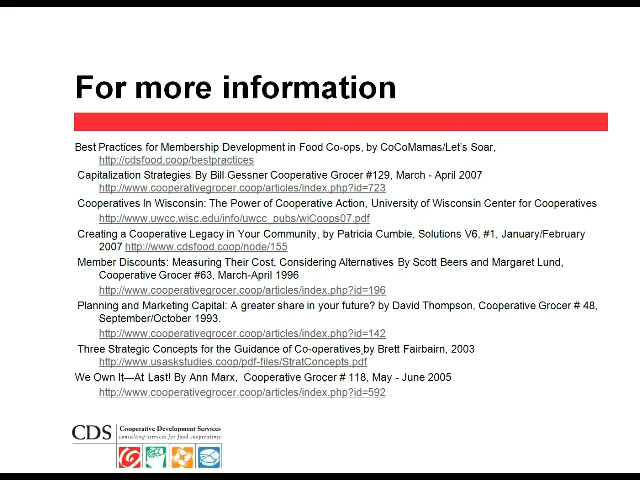 For more information
Best Practices for Membership Development in Food Co-ops, by CoCoMamas/Let's Soar,
http://cdsfood.coop/bestpractices
Capitalization Strategies By Bill Gessner Cooperative Grocer #129, March - April 2007
http://www.cooperativegrocer.coop/articles/index.php?id=723
Cooperatives In Wisconsin: The Power of Cooperative Action, University of Wisconsin Center for Cooperatives
http://www.uwcc.wisc.edu/info/uwcc_pubs/wiCoops07.pdf
Creating a Cooperative Legacy in Your Community, by Patricia Cumbie, Solutions V6, #1, January/February
2007 http://www.cdsfood.coop/node/155
Member Discounts: Measuring Their Cost, Considering Alternatives By Scott Beers and Margaret Lund,
Cooperative Grocer #63, March-April 1996
http://www.cooperativegrocer.coop/articles/index.php?id=196
Planning and Marketing Capital: A greater share in your future? by David Thompson, Cooperative Grocer # 48,
September/October 1993.
http://www.cooperativegrocer.coop/articles/index.php?id=142
Three Strategic Concepts for the Guidance of Co-operatives,by Brett Fairbairn, 2003
http://www.usaskstudies.coop/pdf-files/StratConcepts.pdf
We Own It—At Last! By Ann Marx, Cooperative Grocer # 118, May - June 2005
http://www.cooperativegrocer.coop/articles/index.php?id=592
CDS Cooperative Development Services
consulting services for food cooperatives